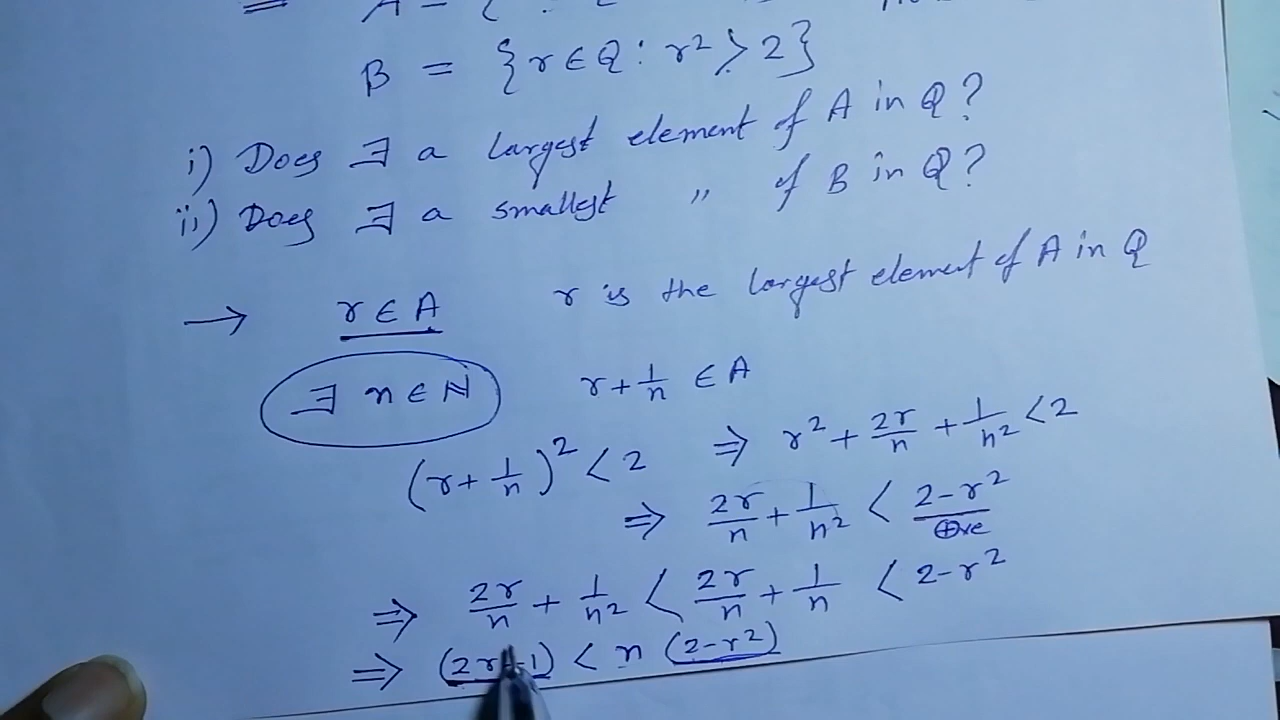 = A = {
B = {r ∈ Q : r² > 2}
i) Does ∃ a largest element of A in Q?
ii) Does ∃ a smallest " of B in Q?
→ r ∈ A r is the largest element of A in Q
∃ n ∈ ℕ r + 1/n ∈ A
(r + 1/n)² < 2 ⇒ r² + 2r/n + 1/n² < 2
⇒ 2r/n + 1/n² < 2 - r²
⊕ve
⇒ 2r/n + 1/n² < 2r/n + 1/n < 2 - r²
⇒ (2r 1) < n (2 - r²)